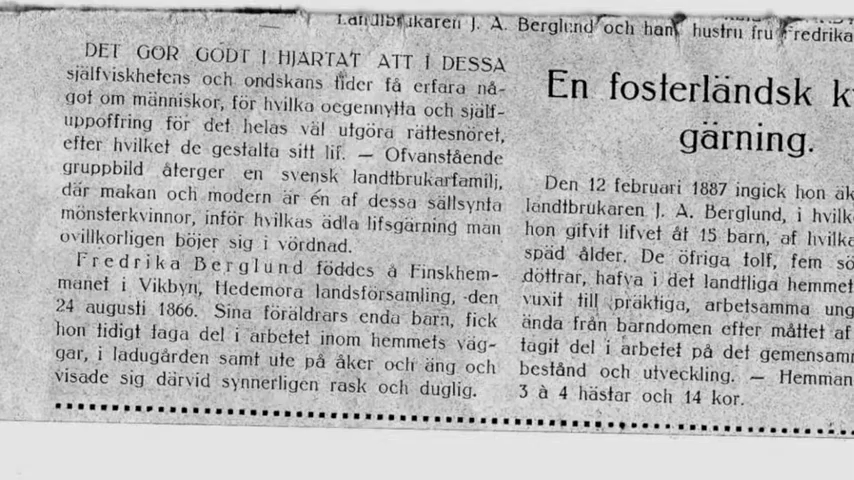 Landtbrukaren J. A. Berglund och hans hustru fru Fredrika
DET GÖR GODT I HJÄRTAT ATT I DESSA
själfviskhetens och ondskans tider få erfara nå-
got om människor, för hvilka oegennytta och själf-
uppoffring för det helas väl utgöra rättesnöret,
efter hvilket de gestalta sitt lif. — Ofvanstående
gruppbild återger en svensk landtbrukarfamilj,
där makan och modern är én af dessa sällsynta
mönsterkvinnor, inför hvilkas ädla lifsgärning man
ovillkorligen böjer sig i vördnad.
Fredrika Berglund föddes å Finskhem-
manet i Vikbyn, Hedemora landsförsamling, den
24 augusti 1866. Sina föräldrars enda barn, fick
hon tidigt taga del i arbetet inom hemmets väg-
gar, i ladugården samt ute på åker och äng och
visade sig därvid synnerligen rask och duglig.
En fosterländsk
gärning.
Den 12 februari 1887 ingick hon äk
landtbrukaren J. A. Berglund, i hvilk
hon gifvit lifvet åt 15 barn, af hvilka
späd ålder. De öfriga tolf, fem sö
döttrar, hafva i det landtliga hemmet
vuxit till präktiga, arbetsamma ung
ända från barndomen efter måttet af
tagit del i arbetet på det gemensamm
bestånd och utveckling. — Hemman
3 à 4 hästar och 14 kor.